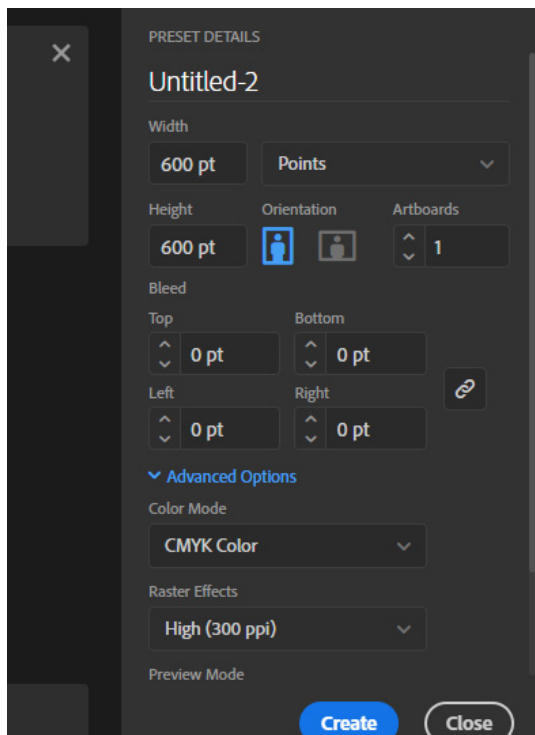 PRESET DETAILS
Untitled-2
Width
600 pt Points
Height Orientation Artboards
600 pt 1
Bleed
Top Bottom
0 pt 0 pt
Left Right
0 pt 0 pt
Advanced Options
Color Mode
CMYK Color
Raster Effects
High (300 ppi)
Preview Mode
Create Close